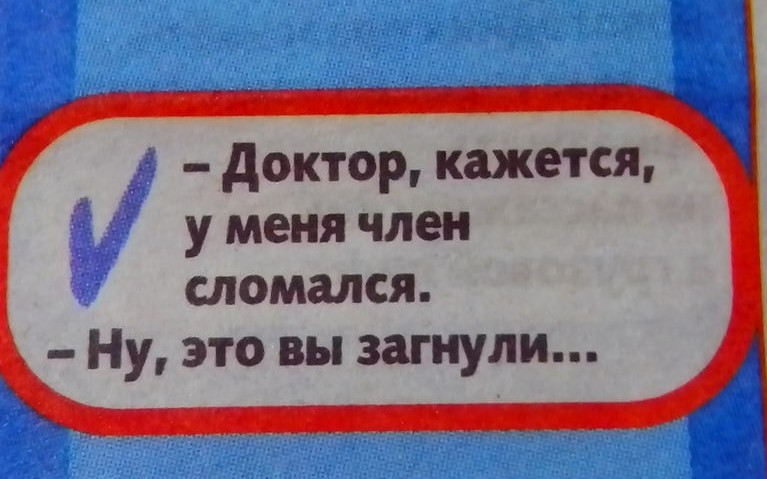 – Доктор, кажется,
у меня член
сломался.
– Ну, это вы загнули...